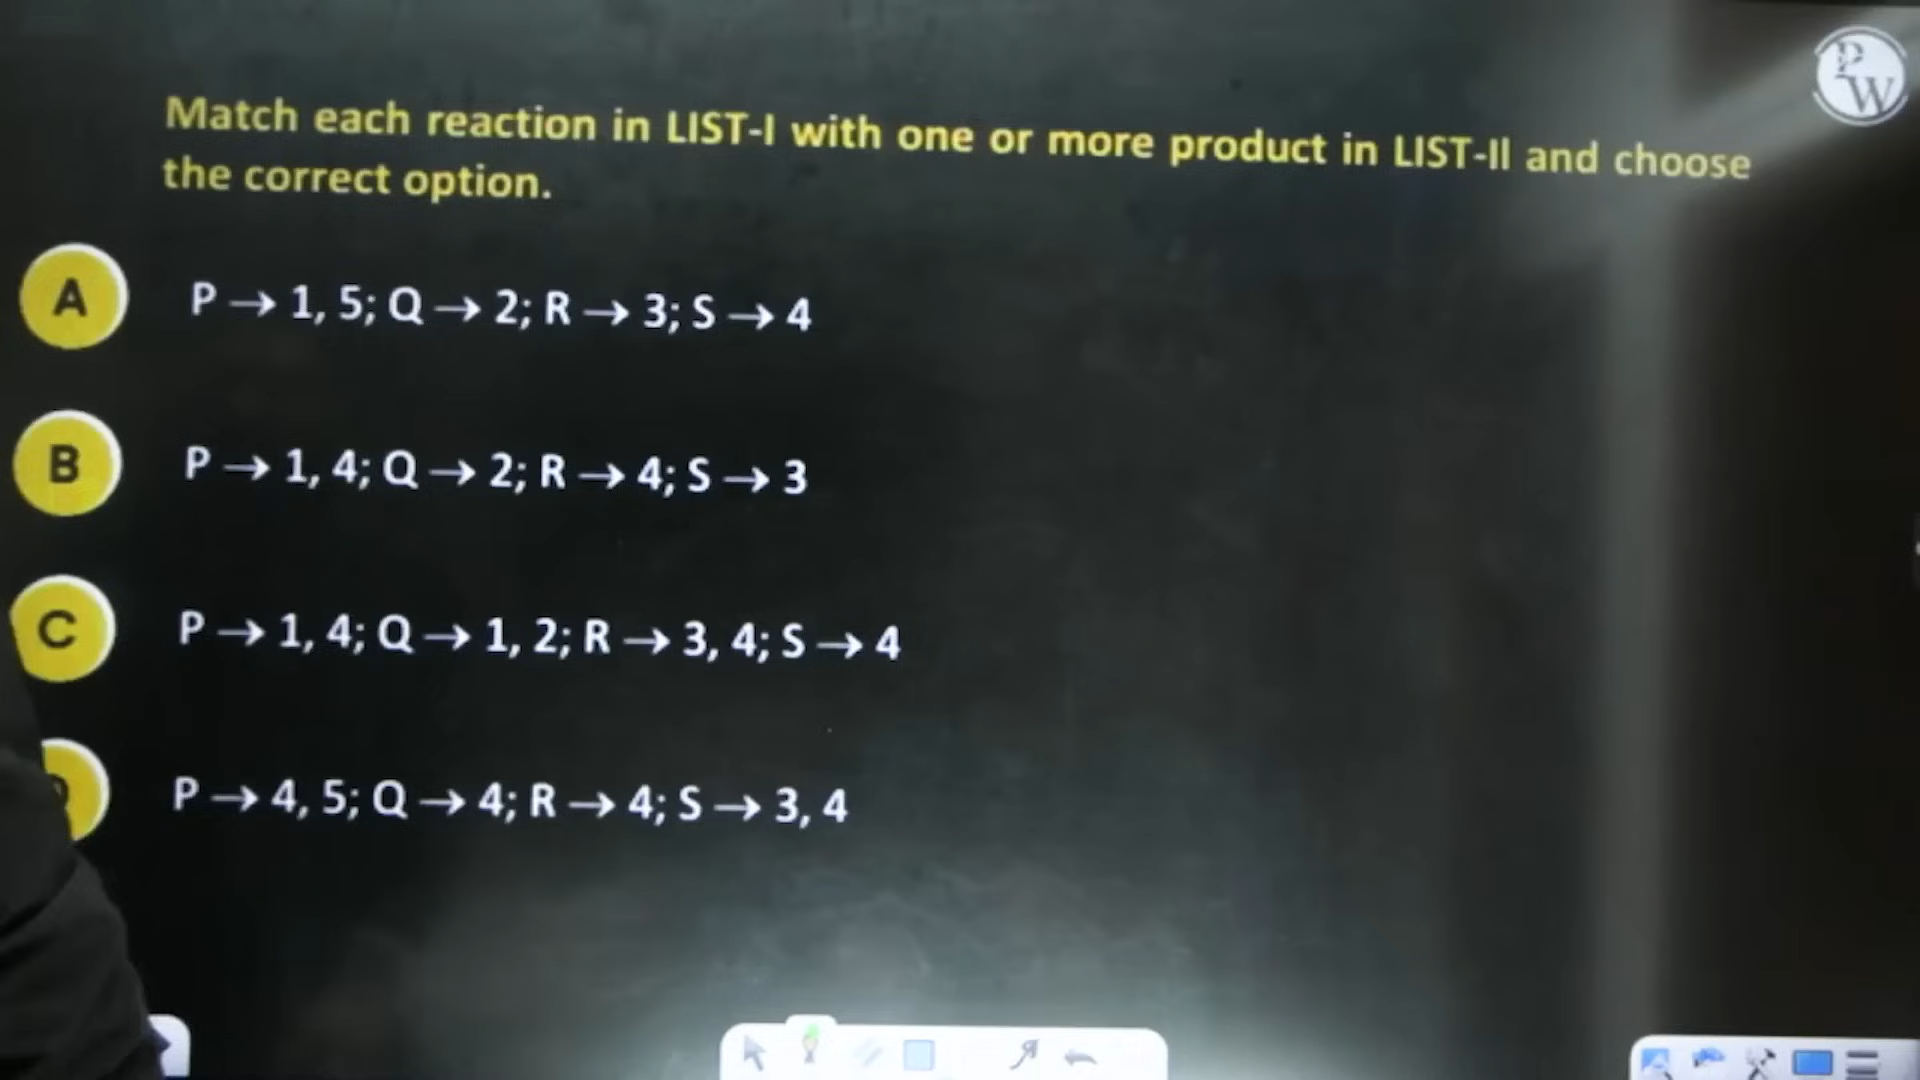 P
W
Match each reaction in LIST-I with one or more product in LIST-II and choose
the correct option.
A P → 1, 5; Q → 2; R → 3; S → 4
B P → 1, 4; Q → 2; R → 4; S → 3
C P → 1, 4; Q → 1, 2; R → 3, 4; S → 4
P → 4, 5; Q → 4; R → 4; S → 3, 4